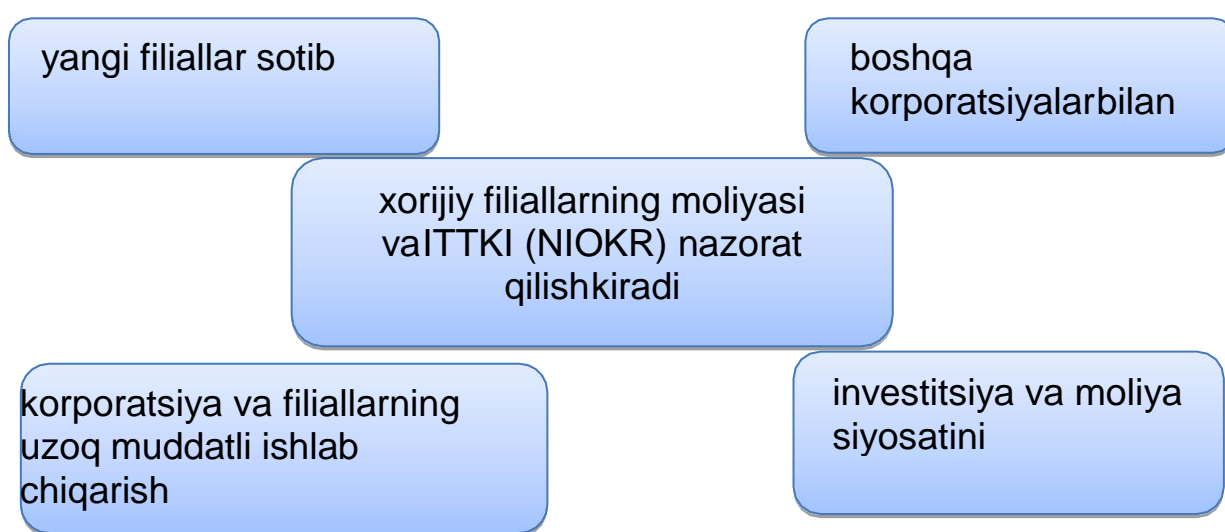 yangi filiallar sotib
boshqa
korporatsiyalarbilan
xorijiy filiallarning moliyasi
vaITTKI (NIOKR) nazorat
qilishkiradi
korporatsiya va filiallarning
uzoq muddatli ishlab
chiqarish
investitsiya va moliya
siyosatini